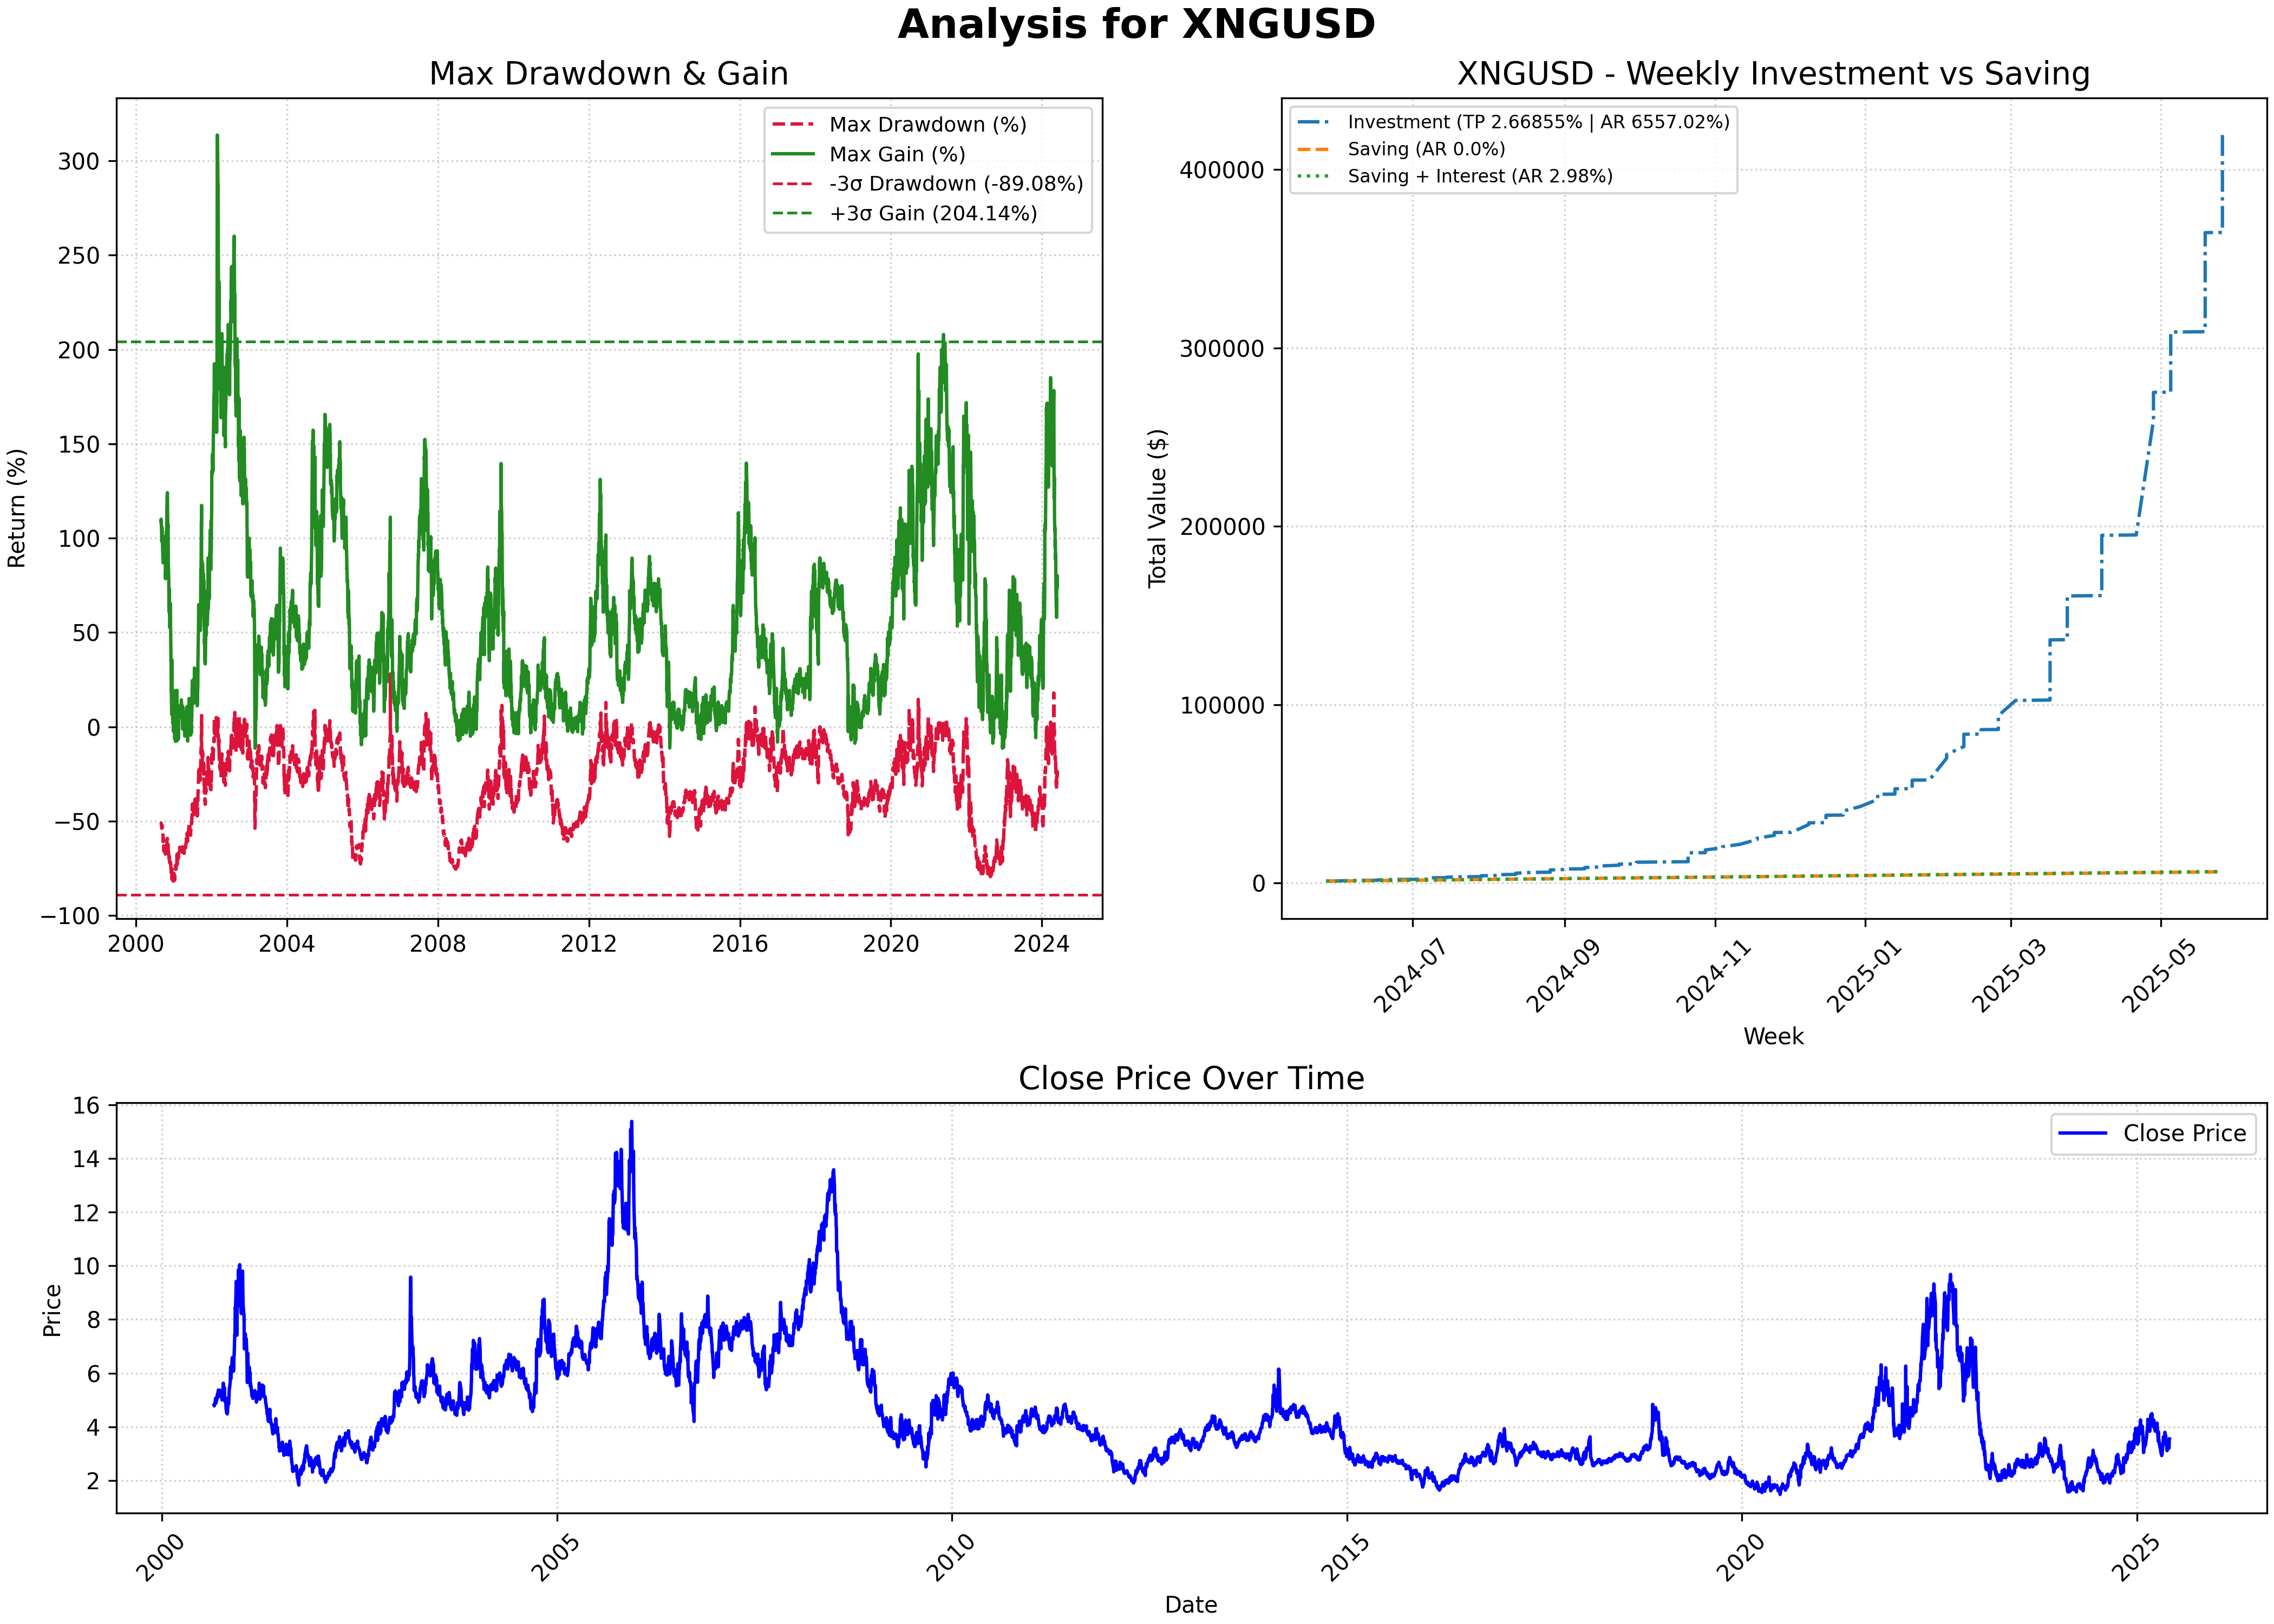 Analysis for XNGUSD
Max Drawdown & Gain
Return (%)
300
250
200
150
100
50
0
−50
−100
2000
2004
2008
2012
2016
2020
2024
Max Drawdown (%)
Max Gain (%)
-3σ Drawdown (-89.08%)
+3σ Gain (204.14%)
XNGUSD - Weekly Investment vs Saving
Total Value ($)
400000
300000
200000
100000
0
Investment (TP 2.66855% | AR 6557.02%)
Saving (AR 0.0%)
Saving + Interest (AR 2.98%)
2024-07
2024-09
2024-11
2025-01
2025-03
2025-05
Week
Close Price Over Time
Price
16
14
12
10
8
6
4
2
Close Price
2000
2005
2010
2015
2020
2025
Date